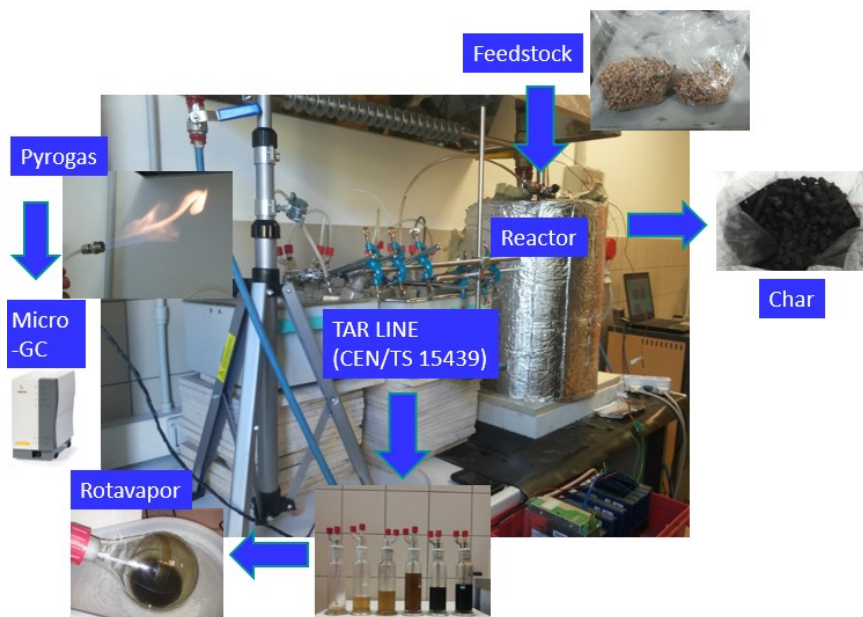 Feedstock
Pyrogas
Reactor
Char
Micro
-GC
TAR LINE
(CEN/TS 15439)
Rotavapor